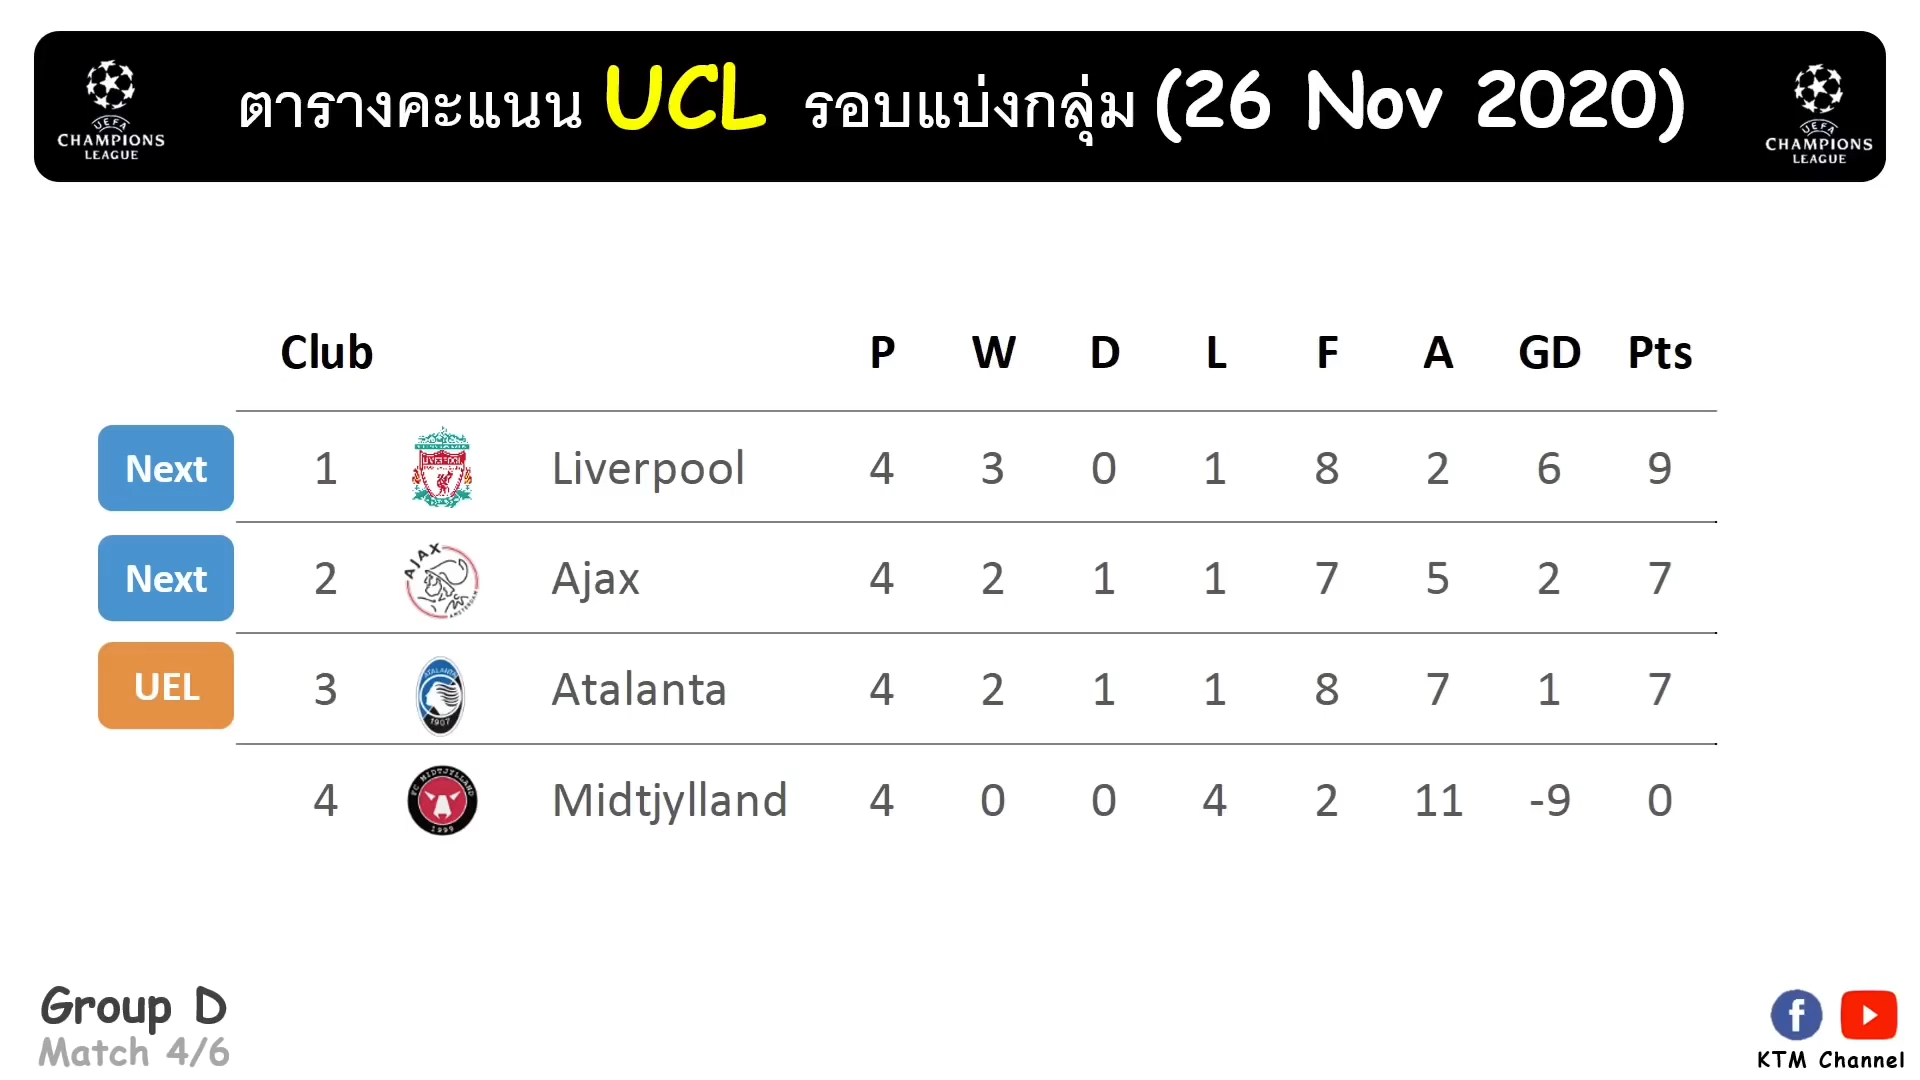 ตารางคะแนน UCL รอบแบ่งกลุ่ม (26 Nov 2020)
UEFA
CHAMPIONS
LEAGUE
UEFA
CHAMPIONS
LEAGUE
Club P W D L F A GD Pts
Next 1 Liverpool 4 3 0 1 8 2 6 9
Next 2 AJAX Ajax 4 2 1 1 7 5 2 7
UEL 3 Atalanta 4 2 1 1 8 7 1 7
4 Midtjylland 4 0 0 4 2 11 -9 0
Group D
Match 4/6
KTM Channel